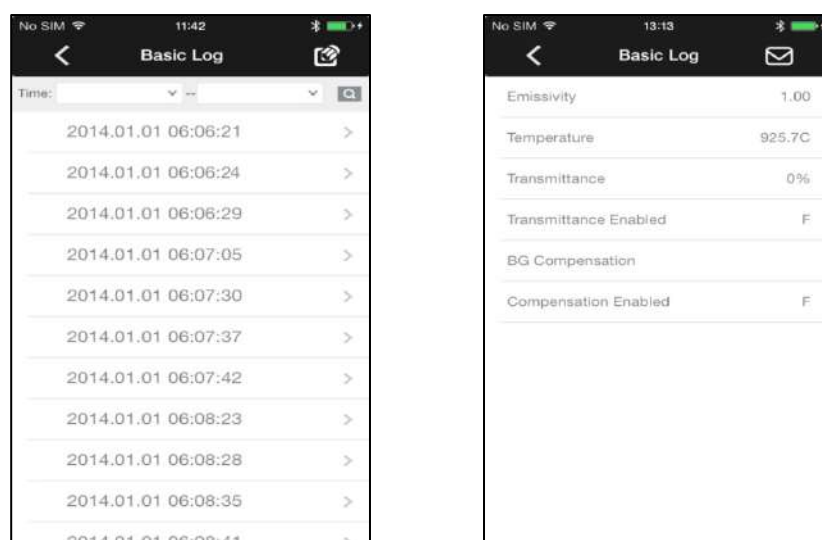 No SIM 11:42
Basic Log
Time: --
2014.01.01 06:06:21
2014.01.01 06:06:24
2014.01.01 06:06:29
2014.01.01 06:07:05
2014.01.01 06:07:30
2014.01.01 06:07:37
2014.01.01 06:07:42
2014.01.01 06:08:23
2014.01.01 06:08:28
2014.01.01 06:08:35
No SIM 13:13
Basic Log
Emissivity 1.00
Temperature 925.7C
Transmittance 0%
Transmittance Enabled F
BG Compensation
Compensation Enabled F